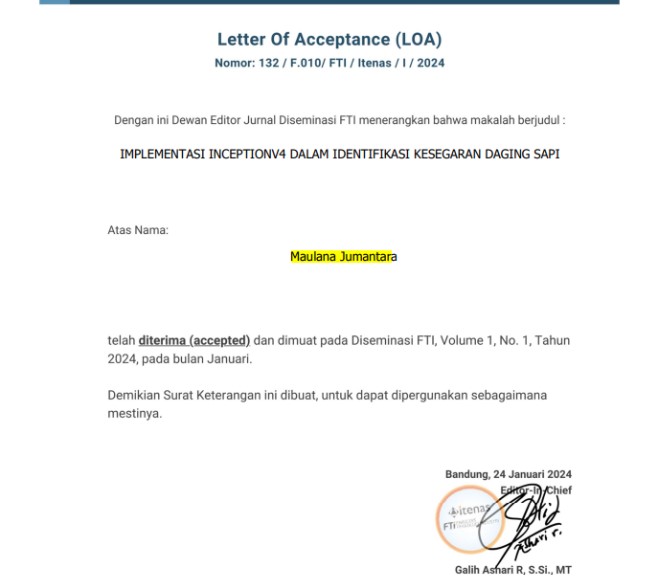 Letter Of Acceptance (LOA)
Nomor: 132 / F.010/ FTI / Itenas / I / 2024
Dengan ini Dewan Editor Jurnal Diseminasi FTI menerangkan bahwa makalah berjudul :
IMPLEMENTASI INCEPTIONV4 DALAM IDENTIFIKASI KESEGARAN DAGING SAPI
Atas Nama:
Maulana Jumantara
telah diterima (accepted) dan dimuat pada Diseminasi FTI, Volume 1, No. 1, Tahun
2024, pada bulan Januari.
Demikian Surat Keterangan ini dibuat, untuk dapat dipergunakan sebagaimana
mestinya.
Bandung, 24 Januari 2024
Editor-In-Chief
itenas
FTI
Ashari r.
Galih Ashari R, S.Si., MT